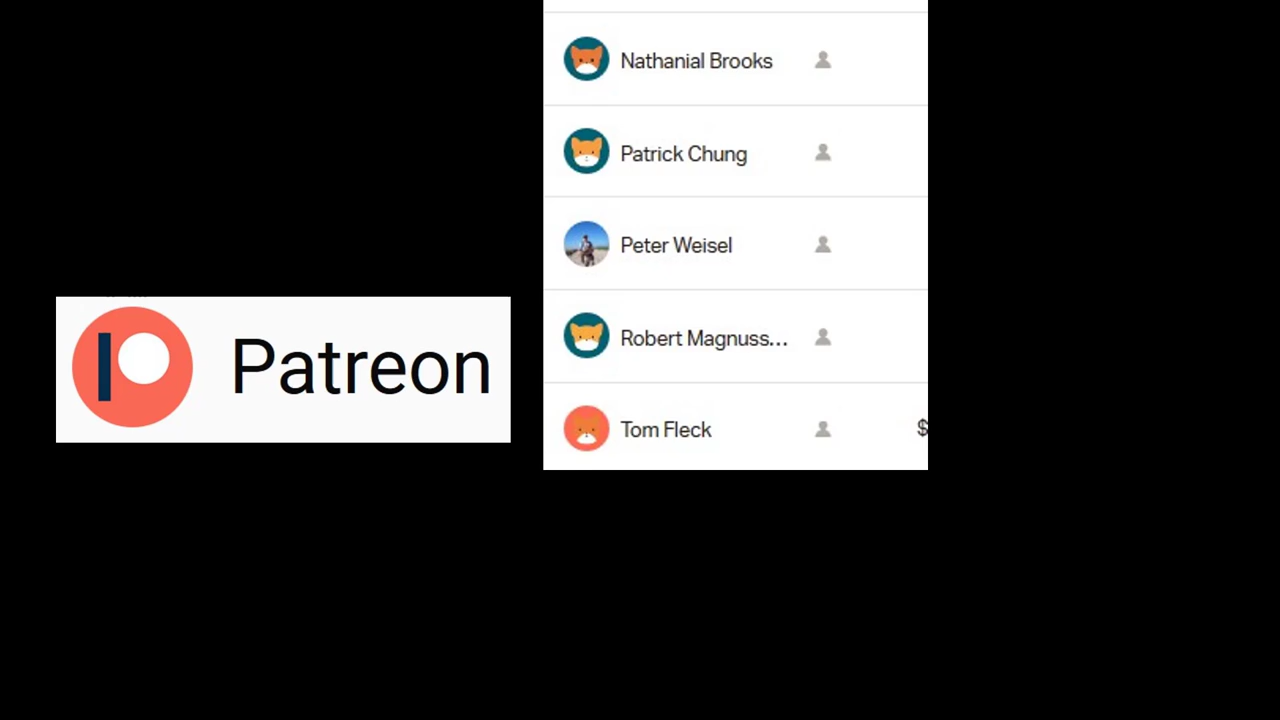 Patreon
Nathanial Brooks
Patrick Chung
Peter Weisel
Robert Magnuss...
Tom Fleck
$